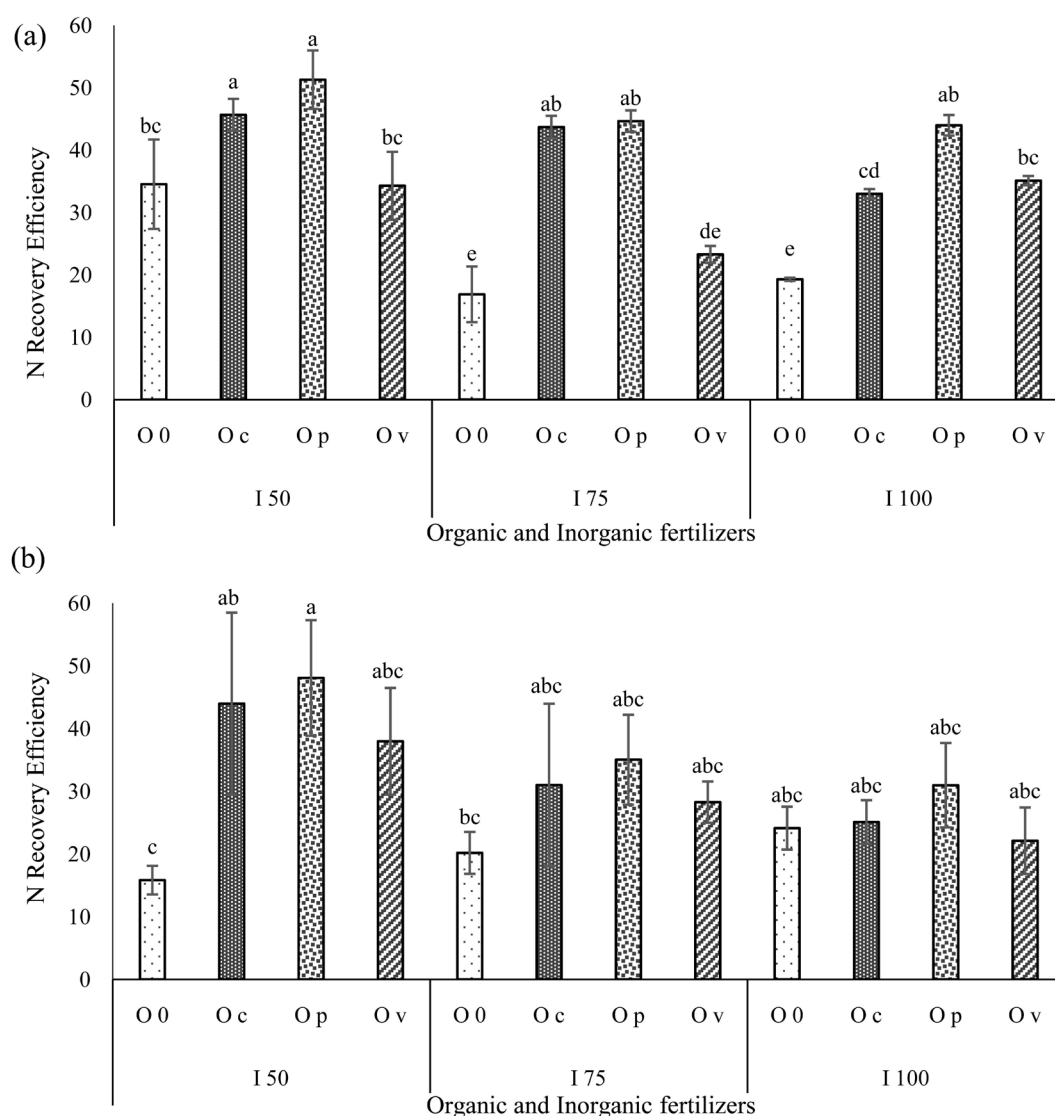 (a)
N Recovery Efficiency
60
50
40
30
20
10
0
bc
a
a
bc
e
ab
ab
de
e
cd
ab
bc
O 0 O c O p O v O 0 O c O p O v O 0 O c O p O v
I 50 I 75 I 100
Organic and Inorganic fertilizers
(b)
N Recovery Efficiency
60
50
40
30
20
10
0
c
ab
a
abc
bc
abc
abc
abc
abc
abc
abc
abc
O 0 O c O p O v O 0 O c O p O v O 0 O c O p O v
I 50 I 75 I 100
Organic and Inorganic fertilizers